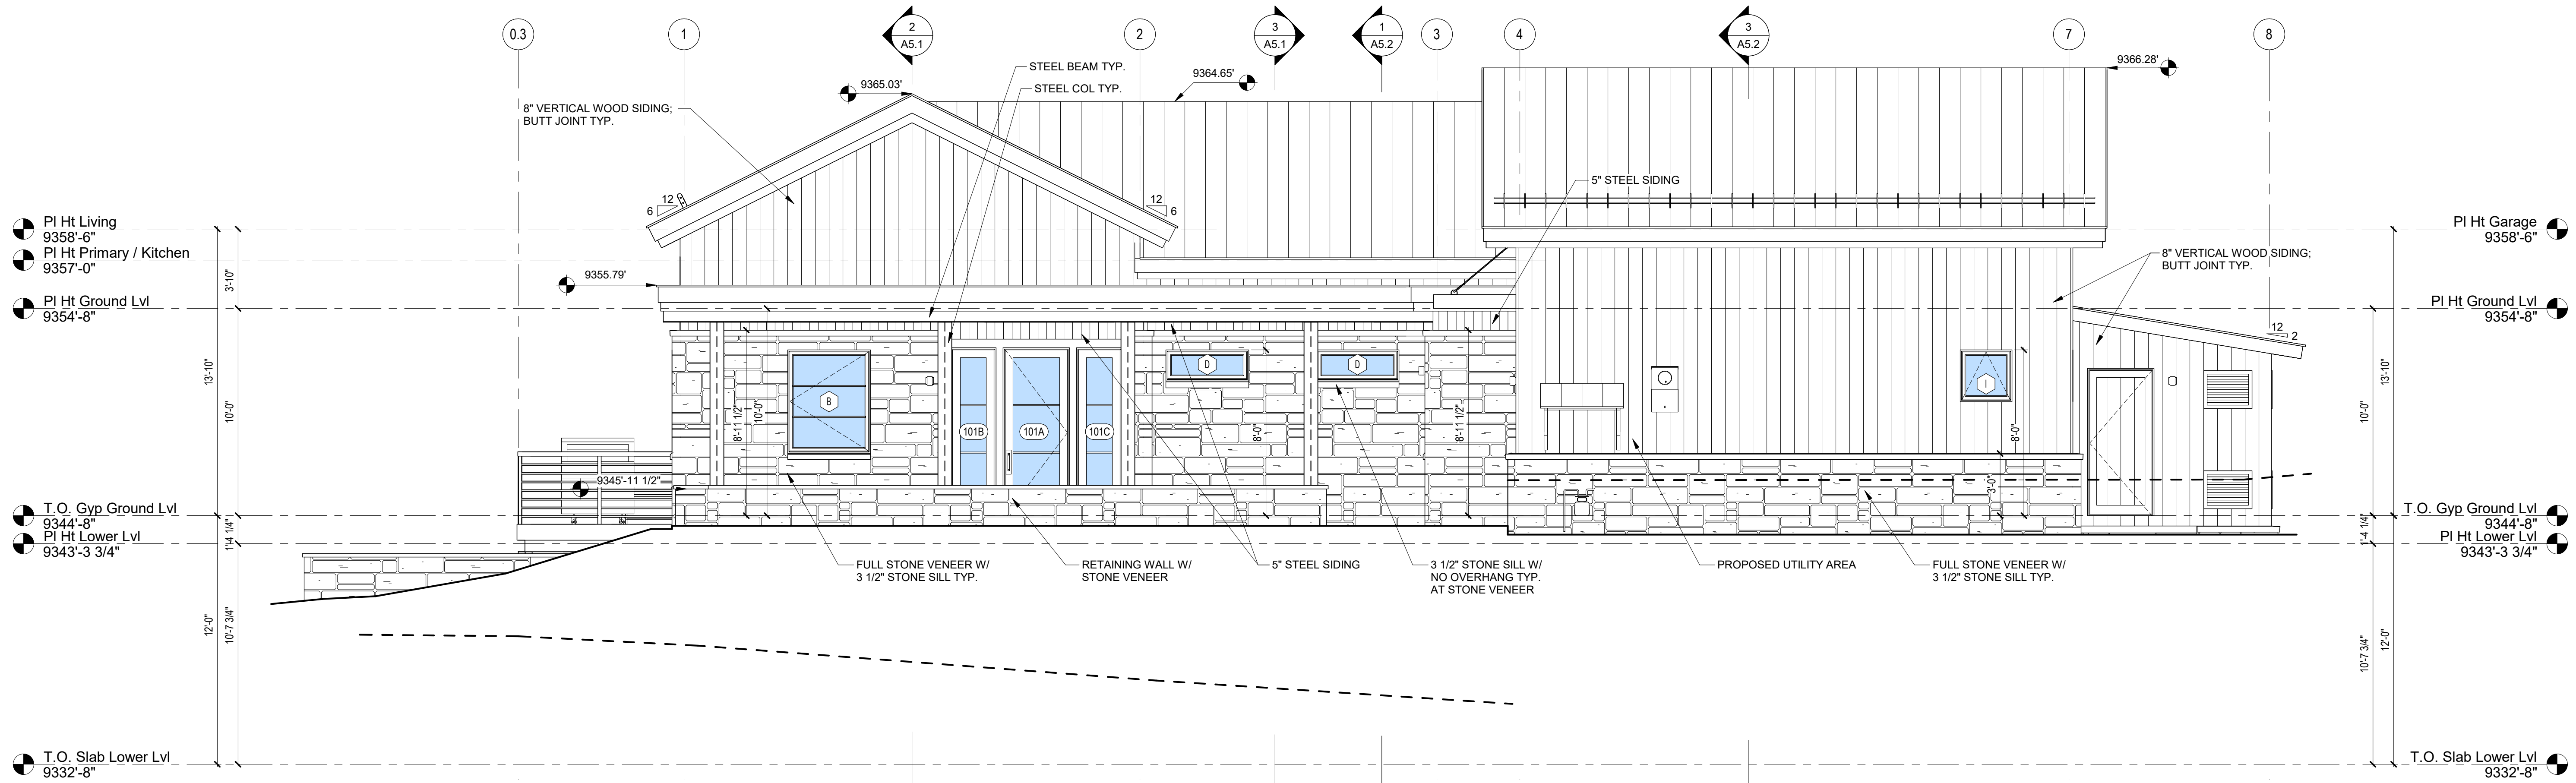 0.3
1
2
A5.1
2
3
A5.1
1
A5.2
3
4
3
A5.2
7
8
9365.03'
9364.65'
9366.28'
STEEL BEAM TYP.
STEEL COL TYP.
8" VERTICAL WOOD SIDING;
BUTT JOINT TYP.
5" STEEL SIDING
12
6
12
6
Pl Ht Living
9358'-6"
Pl Ht Primary / Kitchen
9357'-0"
Pl Ht Ground Lvl
9354'-8"
T.O. Gyp Ground Lvl
9344'-8"
Pl Ht Lower Lvl
9343'-3 3/4"
T.O. Slab Lower Lvl
9332'-8"
13'-10"
12'-0"
3'-10"
10'-0"
1'-4 1/4"
10'-7 3/4"
9355.79'
9345'-11 1/2"
8'-11 1/2"
10'-0"
B
101B
101A
101C
D
8'-0"
D
8'-11 1/2"
I
8'-0"
3'-0"
8" VERTICAL WOOD SIDING;
BUTT JOINT TYP.
12
2
FULL STONE VENEER W/
3 1/2" STONE SILL TYP.
RETAINING WALL W/
STONE VENEER
5" STEEL SIDING
3 1/2" STONE SILL W/
NO OVERHANG TYP.
AT STONE VENEER
PROPOSED UTILITY AREA
FULL STONE VENEER W/
3 1/2" STONE SILL TYP.
10'-0"
1'-4 1/4"
10'-7 3/4"
13'-10"
12'-0"
Pl Ht Garage
9358'-6"
Pl Ht Ground Lvl
9354'-8"
T.O. Gyp Ground Lvl
9344'-8"
Pl Ht Lower Lvl
9343'-3 3/4"
T.O. Slab Lower Lvl
9332'-8"